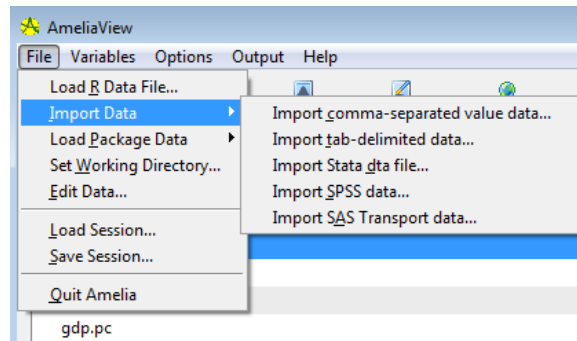 AmeliaView
File Variables Options Output Help
Load R Data File...
Import Data
Load Package Data
Set Working Directory...
Edit Data...
Load Session...
Save Session...
Quit Amelia
Import comma-separated value data...
Import tab-delimited data...
Import Stata dta file...
Import SPSS data...
Import SAS Transport data...
gdp.pc